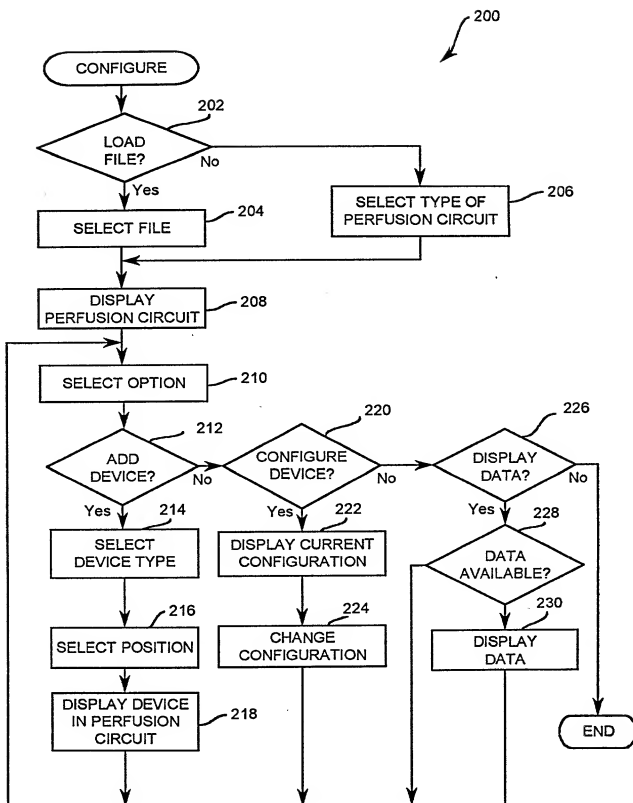 200
CONFIGURE
202
LOAD
FILE?
No
Yes
204
SELECT FILE
206
SELECT TYPE OF
PERFUSION CIRCUIT
DISPLAY
PERFUSION CIRCUIT
208
SELECT OPTION
210
212
ADD
DEVICE?
No
Yes
220
CONFIGURE
DEVICE?
No
Yes
226
DISPLAY
DATA?
No
Yes
214
SELECT
DEVICE TYPE
222
DISPLAY CURRENT
CONFIGURATION
228
DATA
AVAILABLE?
216
SELECT POSITION
224
CHANGE
CONFIGURATION
230
DISPLAY
DATA
DISPLAY DEVICE
IN PERFUSION
CIRCUIT
218
END